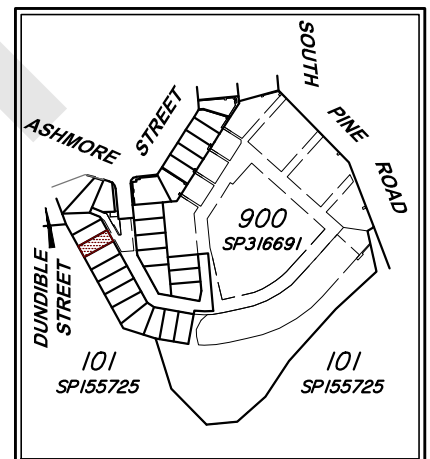 SOUTH
PINE
ROAD
ASHMORE
STREET
900
SP316691
DUNDIBLE
STREET
101
SP155725
101
SP155725